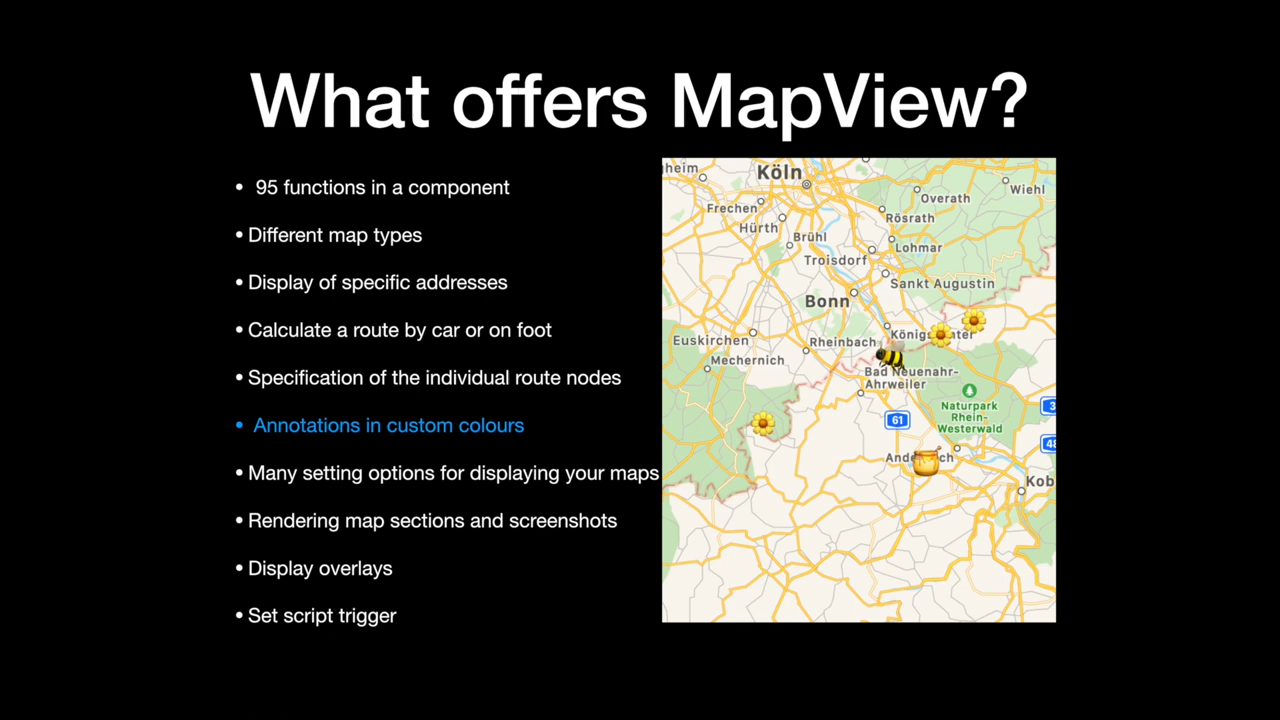 What offers MapView?
• 95 functions in a component
• Different map types
• Display of specific addresses
• Calculate a route by car or on foot
• Specification of the individual route nodes
• Annotations in custom colours
• Many setting options for displaying your maps
• Rendering map sections and screenshots
• Display overlays
• Set script trigger
heim
Köln
Wiehl
Overath
Frechen
Rösrath
Hürth
Brühl
Lohmar
Troisdorf
Sankt Augustin
Bonn
Euskirchen
Rheinbach
Mechernich
Bad Neuenahr-
Ahrweiler
Naturpark
Rhein-
Westerwald
3
61
48
Kob